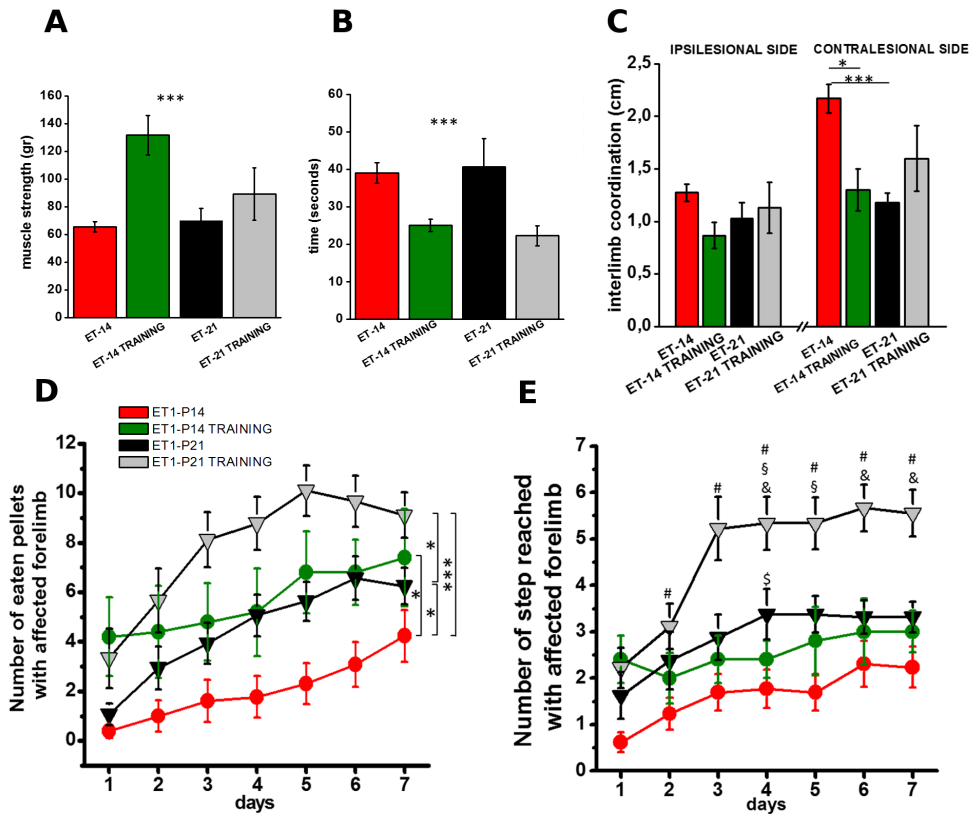 A
muscle strength (gr)
160
140
120
100
80
60
40
20
0
***
ET-14
ET-14 TRAINING
ET-21
ET-21 TRAINING
B
time (seconds)
60
50
40
30
20
10
0
***
ET-14
ET-14 TRAINING
ET-21
ET-21 TRAINING
C
IPSILESIONAL SIDE
CONTRALESIONAL SIDE
interlimb coordination (cm)
2,5
2,0
1,5
1,0
0,5
0,0
*
***
ET-14
ET-14 TRAINING
ET-21
ET-21 TRAINING
//
ET-14
ET-14 TRAINING
ET-21
ET-21 TRAINING
D
ET1-P14
ET1-P14 TRAINING
ET1-P21
ET1-P21 TRAINING
Number of eaten pellets
with affected forelimb
12
10
8
6
4
2
0
*
*
*
***
1 2 3 4 5 6 7
days
E
Number of step reached
with affected forelimb
7
6
5
4
3
2
1
0
#
#
#
§
&
$
#
§
#
&
#
&
1 2 3 4 5 6 7
days